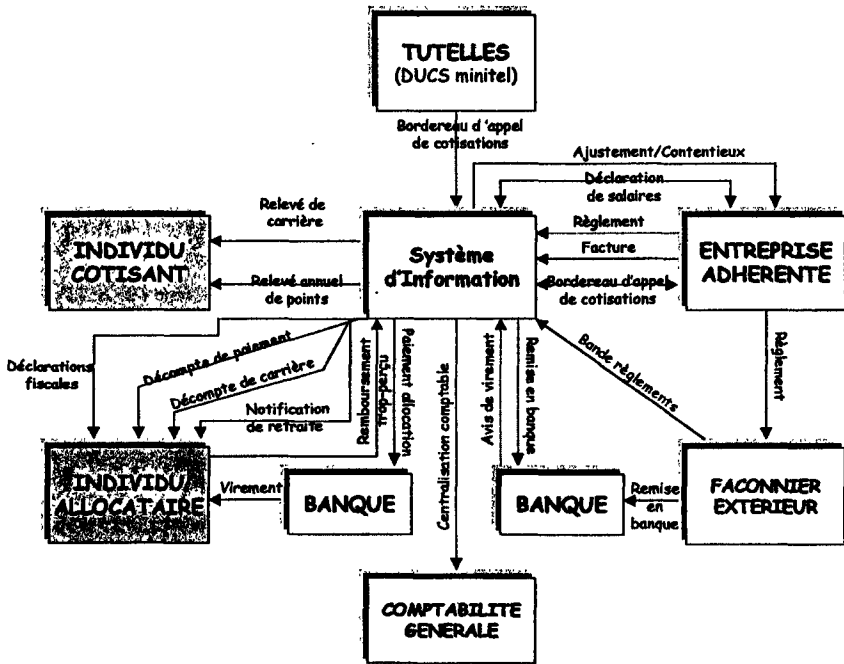 TUTELLES
(DUCS minitel)
Bordereau d'appel
de cotisations
Ajustement/Contentieux
Déclaration
de salaires
Relevé de
carrière
Règlement
INDIVIDU
COTISANT
Système
d'Information
Facture
ENTREPRISE
ADHERENTE
Relevé annuel
de points
Bordereau d'appel
de cotisations
Déclarations
fiscales
Décompte de paiement
Décompte de carrière
Notification
de retraite
Remboursement
trop-perçu
Paiement allocation
Centralisation comptable
Avis de virement
Remise en banque
Bande règlements
Règlement
INDIVIDU
ALLOCATAIRE
Virement
BANQUE
BANQUE
Remise
en
banque
FACONNIER
EXTERIEUR
COMPTABILITE
GENERALE